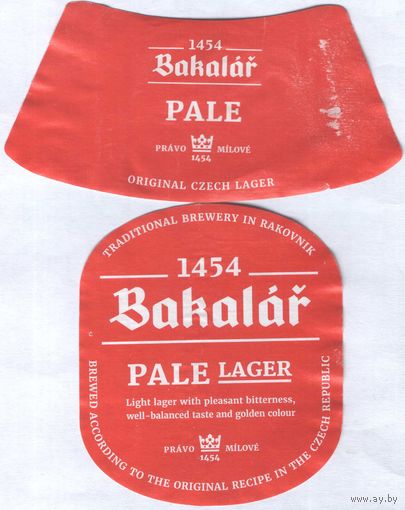 1454
Bakalář
PALE
PRÁVO MÍLOVÉ
1454
ORIGINAL CZECH LAGER
TRADITIONAL BREWERY IN RAKOVNIK
1454
Bakalář
PALE LAGER
Light lager with pleasant bitterness,
well-balanced taste and golden colour
PRÁVO MÍLOVÉ
1454
BREWED ACCORDING TO THE ORIGINAL RECIPE IN THE CZECH REPUBLIC
www.ay.by